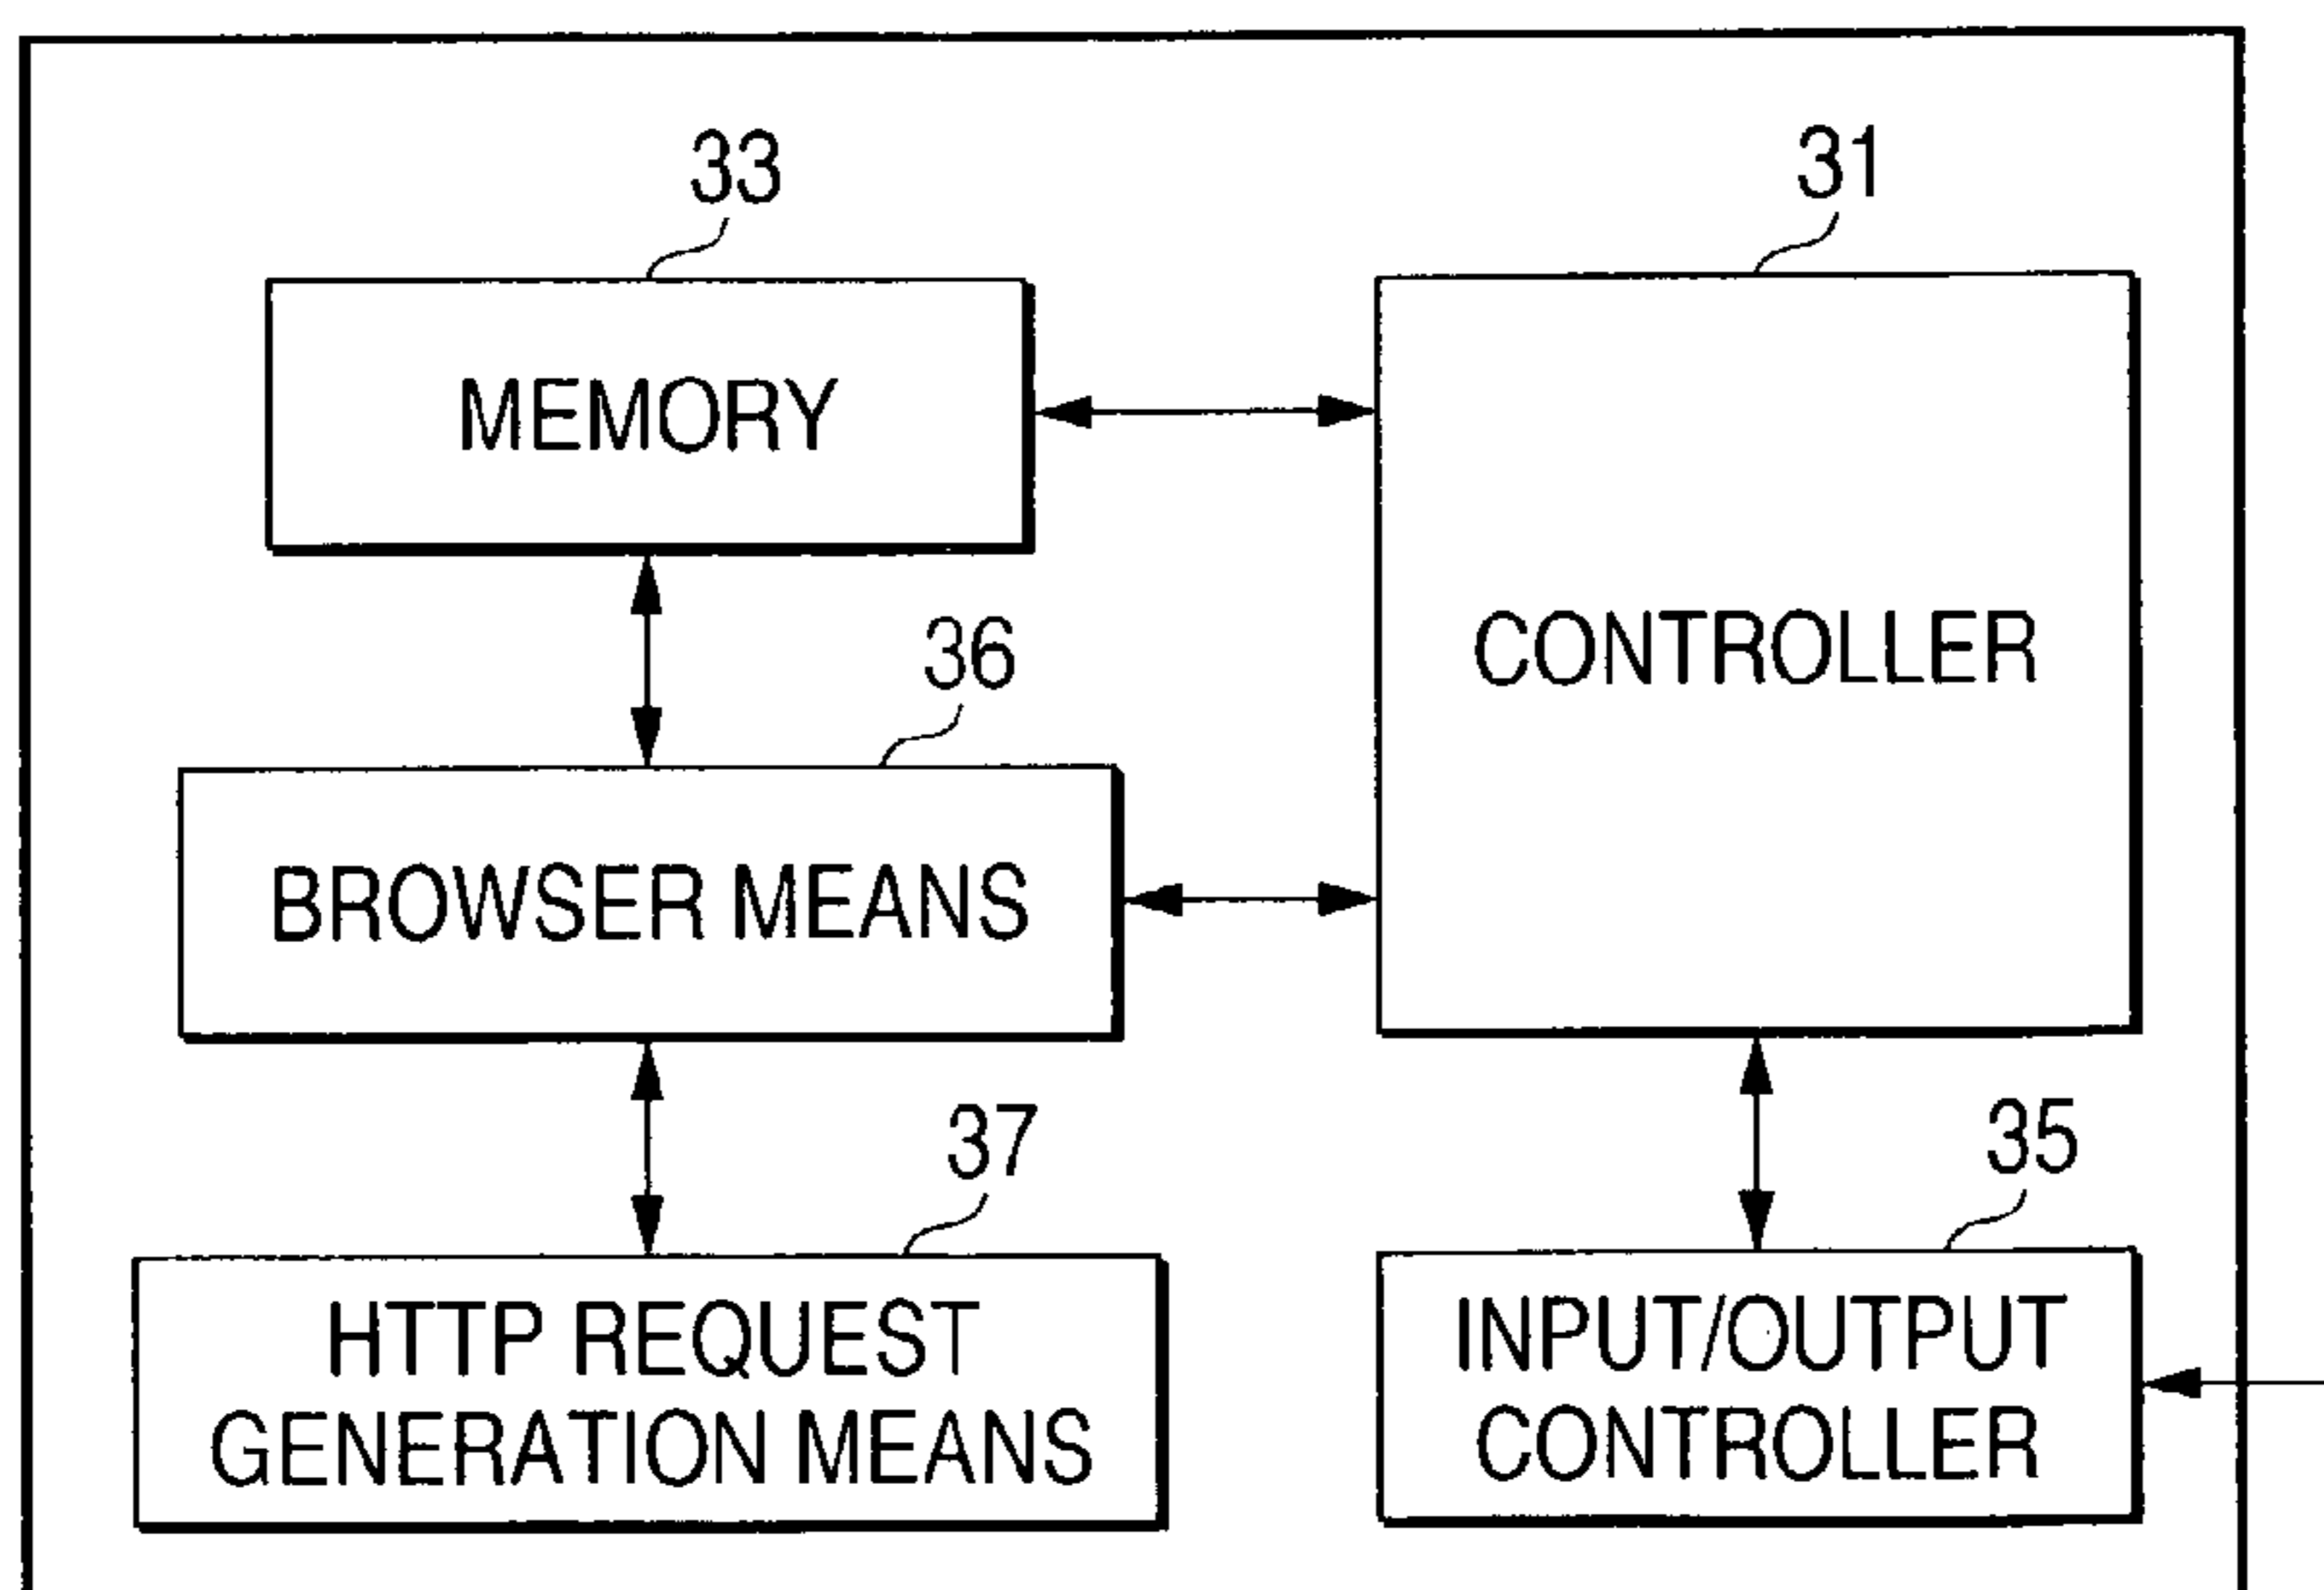 33
31
MEMORY
CONTROLLER
36
BROWSER MEANS
37
35
HTTP REQUEST
GENERATION MEANS
INPUT/OUTPUT
CONTROLLER